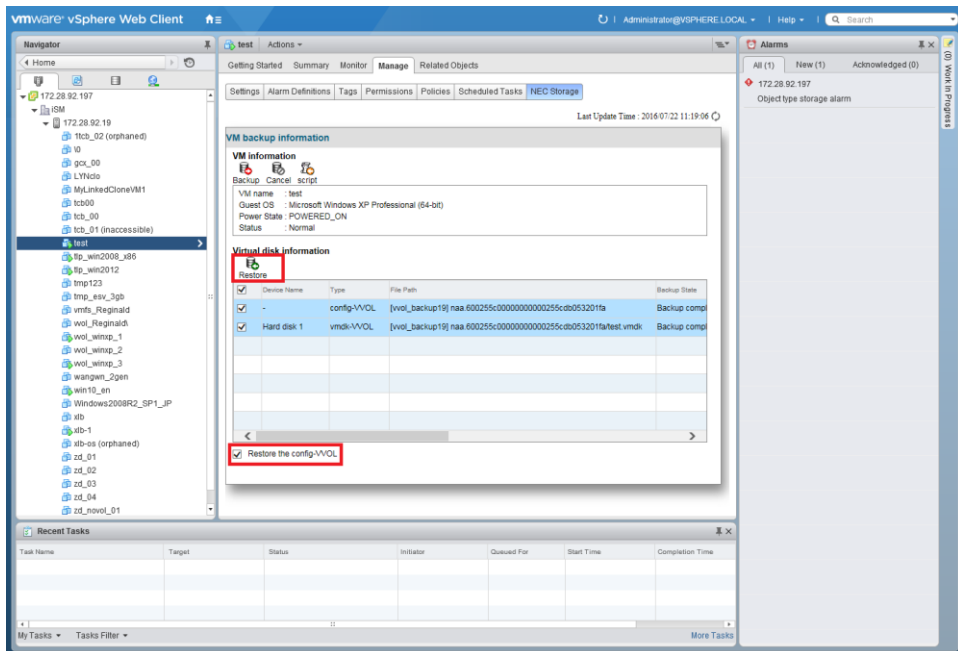 vmware® vSphere Web Client
Administrator@VSPHERE.LOCAL | Help | Search
Navigator
Home
172.28.92.197
iSM
172.28.92.19
1tcb_02 (orphaned)
\0
gcx_00
LYNclo
MyLinkedCloneVM1
tcb00
tcb_00
tcb_01 (inaccessible)
test
tlp_win2008_x86
tlp_win2012
tmp123
tmp_esv_3gb
vmfs_Reginald
vol_Reginald\
vvol_winxp_1
vvol_winxp_2
vvol_winxp_3
wangwn_2gen
win10_en
Windows2008R2_SP1_JP
xlb
xlb-1
xlb-os (orphaned)
zd_01
zd_02
zd_03
zd_04
zd_novol_01
test Actions
Getting Started Summary Monitor Manage Related Objects
Settings Alarm Definitions Tags Permissions Policies Scheduled Tasks NEC Storage
Last Update Time : 2016/07/22 11:19:06
VM backup information
VM information
Backup Cancel script
VM name : test
Guest OS : Microsoft Windows XP Professional (64-bit)
Power State : POWERED_ON
Status : Normal
Virtual disk information
Restore
Device Name Type File Path Backup State
- config-VVOL [vvol_backup19] naa.600255c00000000000255cdb053201fa Backup compl
Hard disk 1 vmdk-VVOL [vvol_backup19] naa.600255c00000000000255cdb053201fa/test.vmdk Backup compl
Restore the config-VVOL
Alarms
All (1) New (1) Acknowledged (0)
172.28.92.197
Object type storage alarm
(0) Work In Progress
Recent Tasks
Task Name Target Status Initiator Queued For Start Time Completion Time
My Tasks Tasks Filter More Tasks